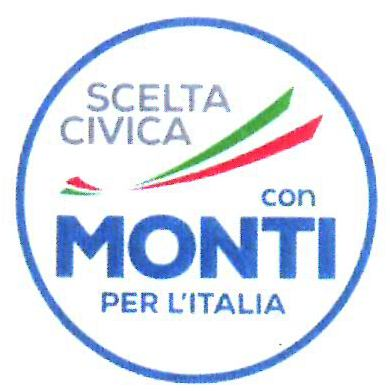 SCELTA
CIVICA
con
MONTI
PER L'ITALIA